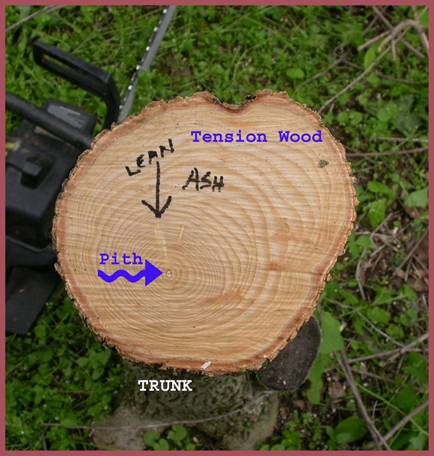 Tension Wood
LEAN
ASH
Pith
TRUNK